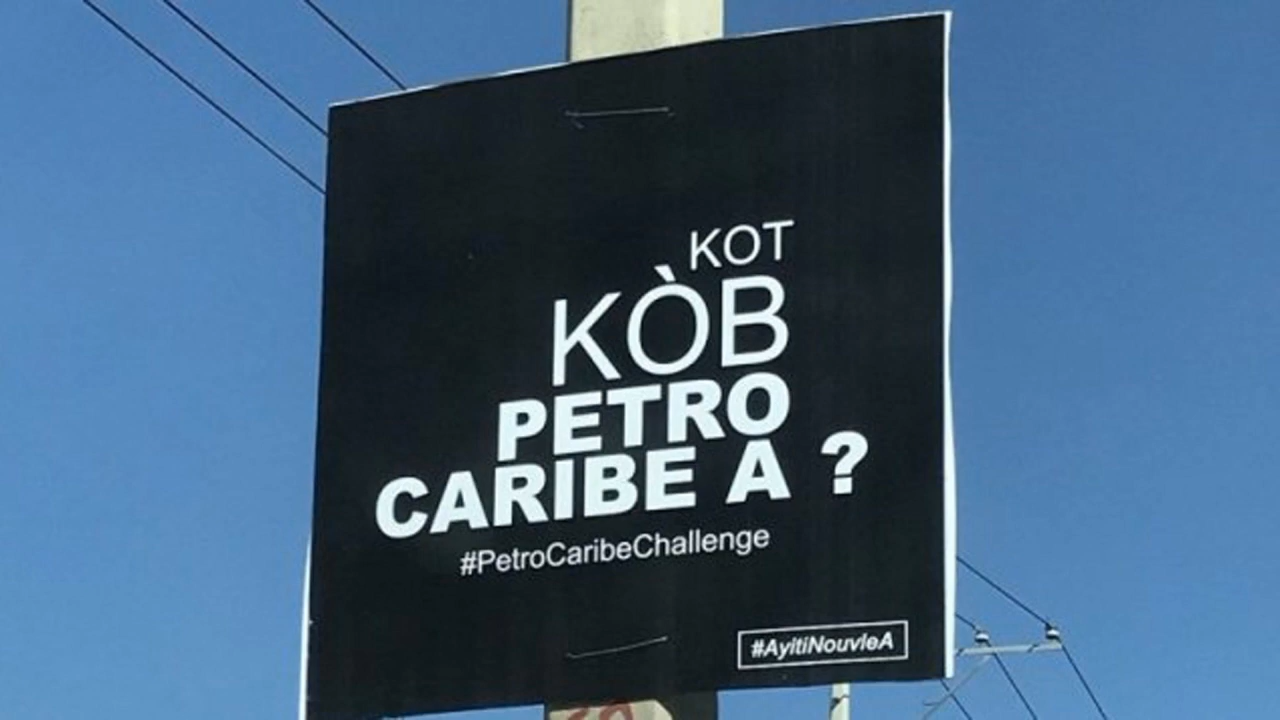 KOT
KÒB
PETRO
CARIBE A ?
#PetroCaribeChallenge
#AyitiNouvleA